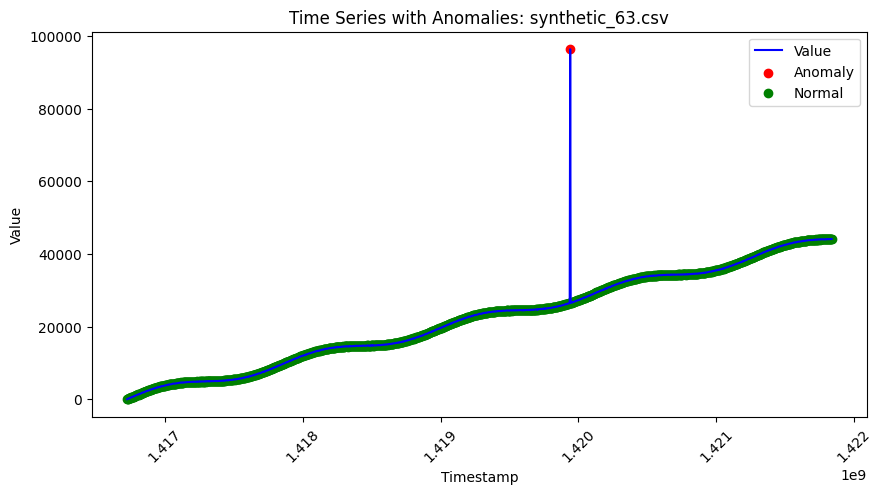 Time Series with Anomalies: synthetic_63.csv
100000
80000
60000
40000
20000
0
Value
Value
Anomaly
Normal
1.417
1.418
1.419
1.420
1.421
1.422
1e9
Timestamp